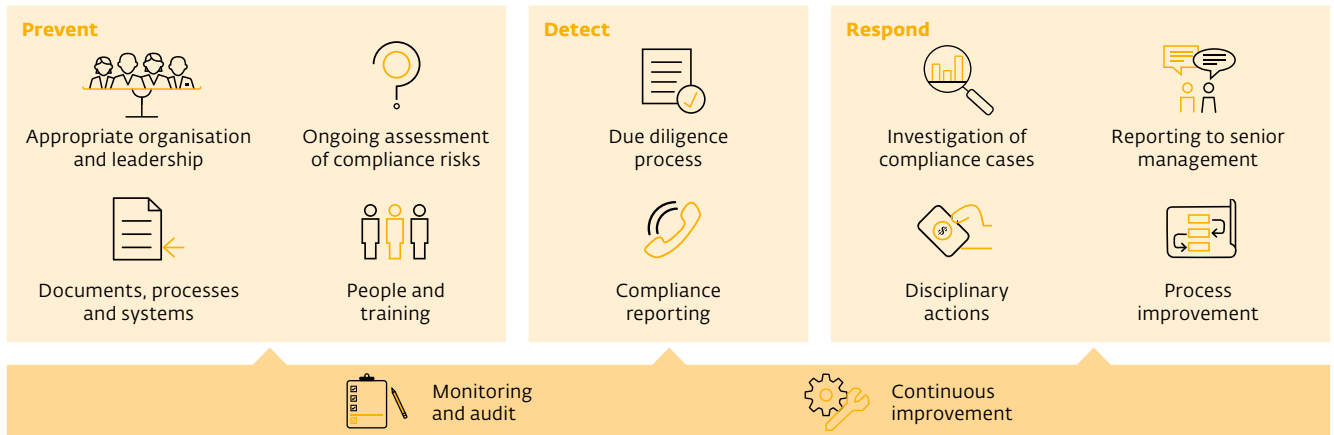 Prevent
Appropriate organisation
and leadership
Ongoing assessment
of compliance risks
Documents, processes
and systems
People and
training
Detect
Due diligence
process
Compliance
reporting
Respond
Investigation of
compliance cases
Reporting to senior
management
$
Disciplinary
actions
Process
improvement
Monitoring
and audit
Continuous
improvement